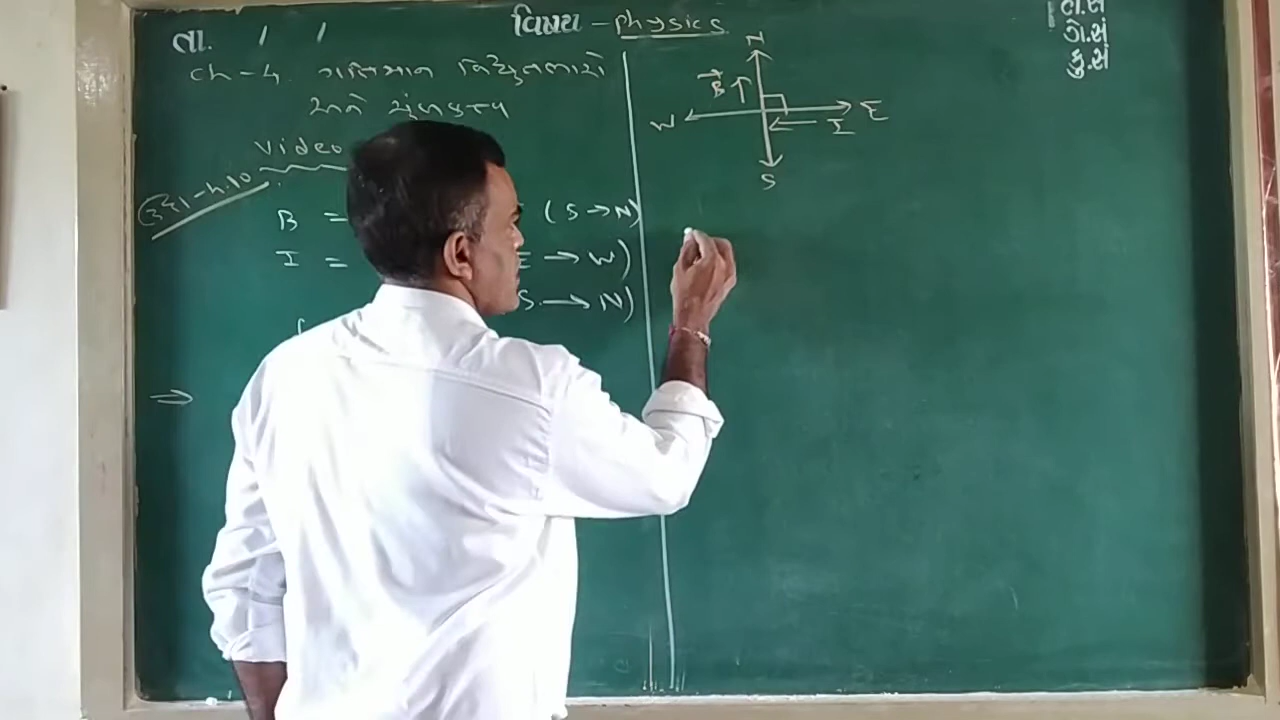 તા. / /
વિષય - Physics
ch-4 ગતિમાન વિદ્યુતભારો
અને ચુંબકત્વ
Video
ઉદા-4.10
B = (S → N)
I = E → W)
S → N)
⇒
N
B ↑
W
E
I
S
ગે.સં
કુ.સં